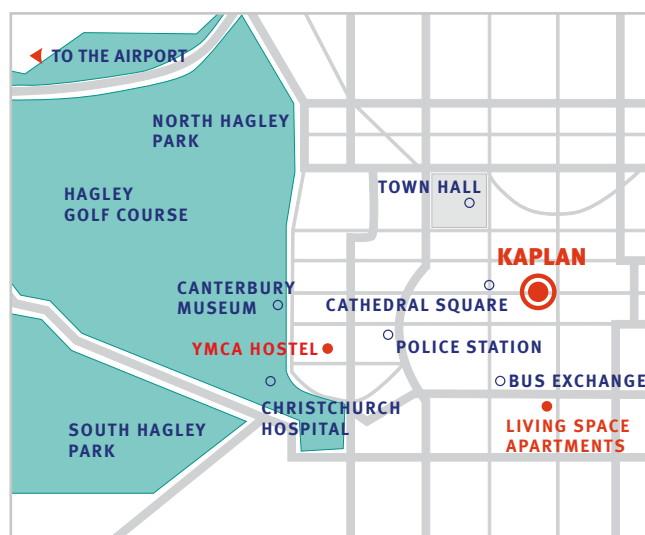 TO THE AIRPORT
NORTH HAGLEY
PARK
TOWN HALL
HAGLEY
GOLF COURSE
KAPLAN
CANTERBURY
MUSEUM
CATHEDRAL SQUARE
YMCA HOSTEL
POLICE STATION
BUS EXCHANGE
CHRISTCHURCH
HOSPITAL
SOUTH HAGLEY
PARK
LIVING SPACE
APARTMENTS